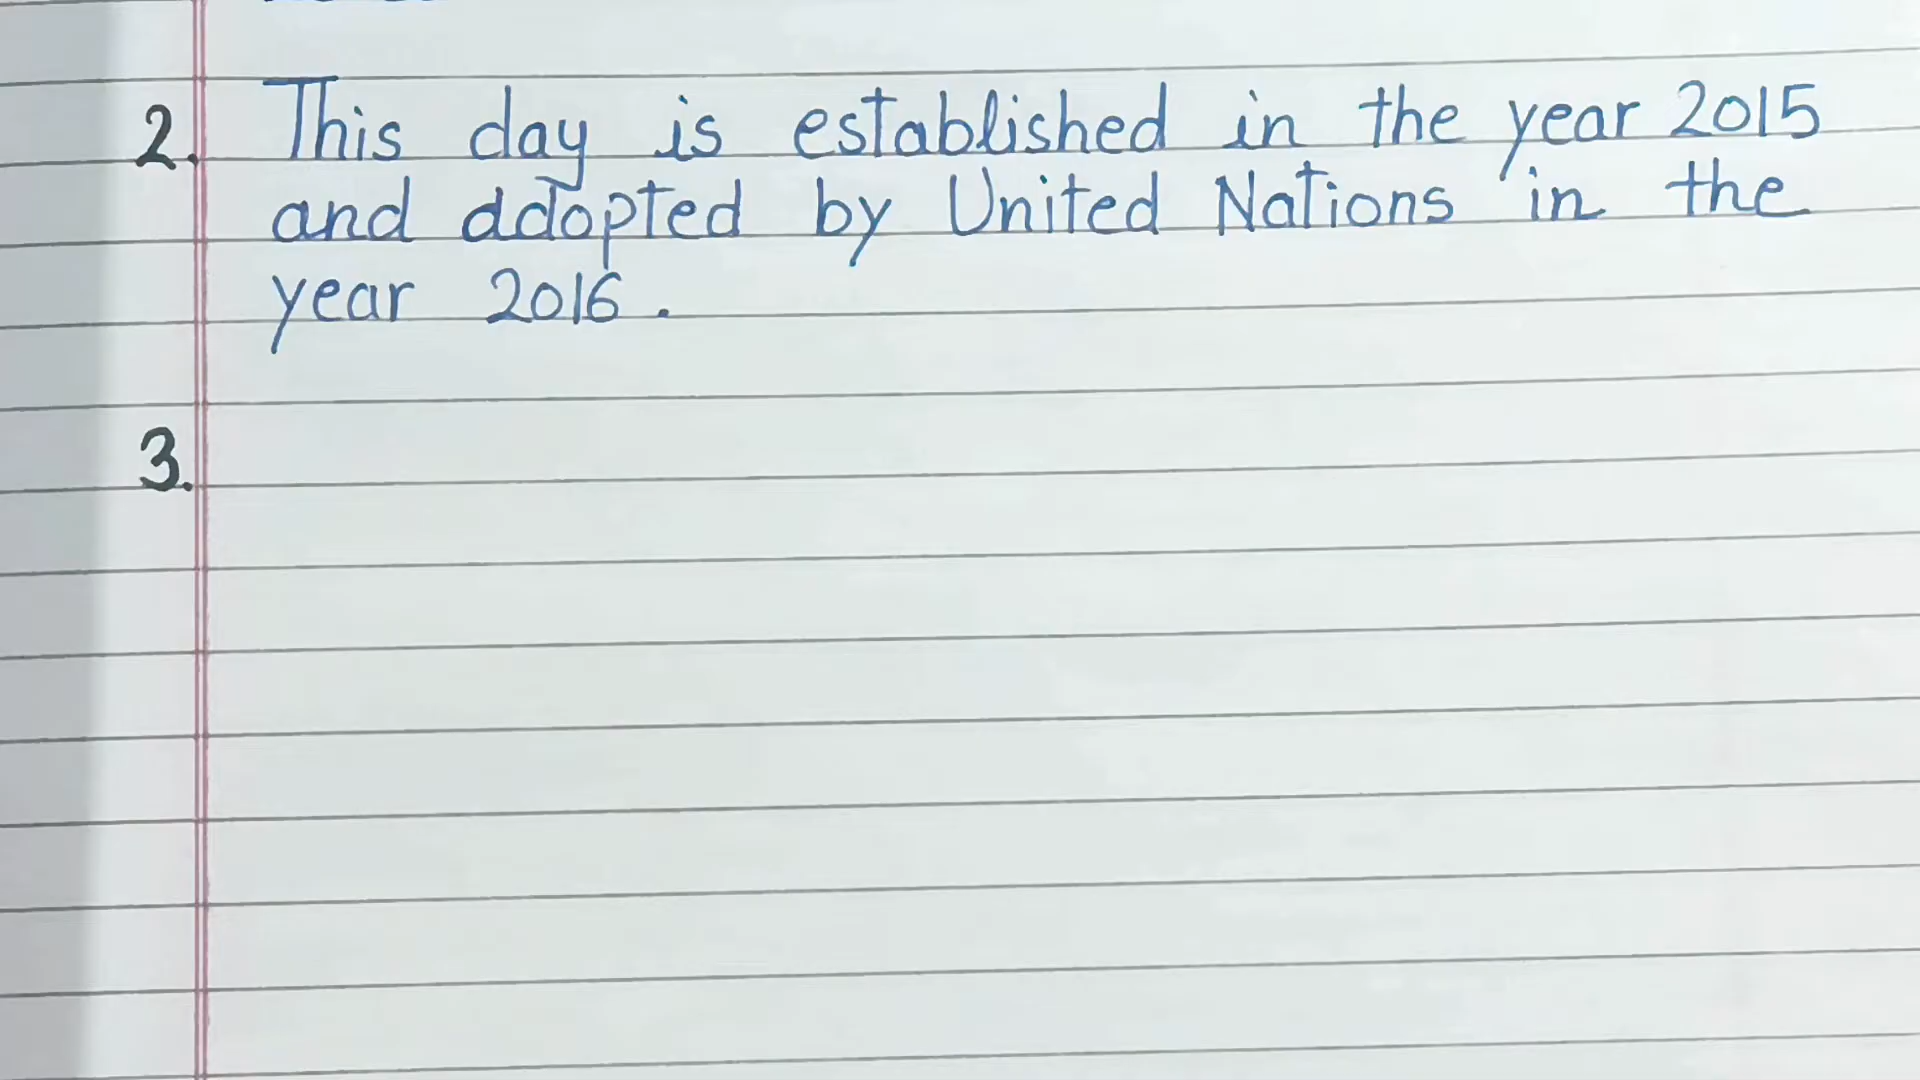 2. This day is established in the year 2015
and adopted by United Nations in the
year 2016.
3.